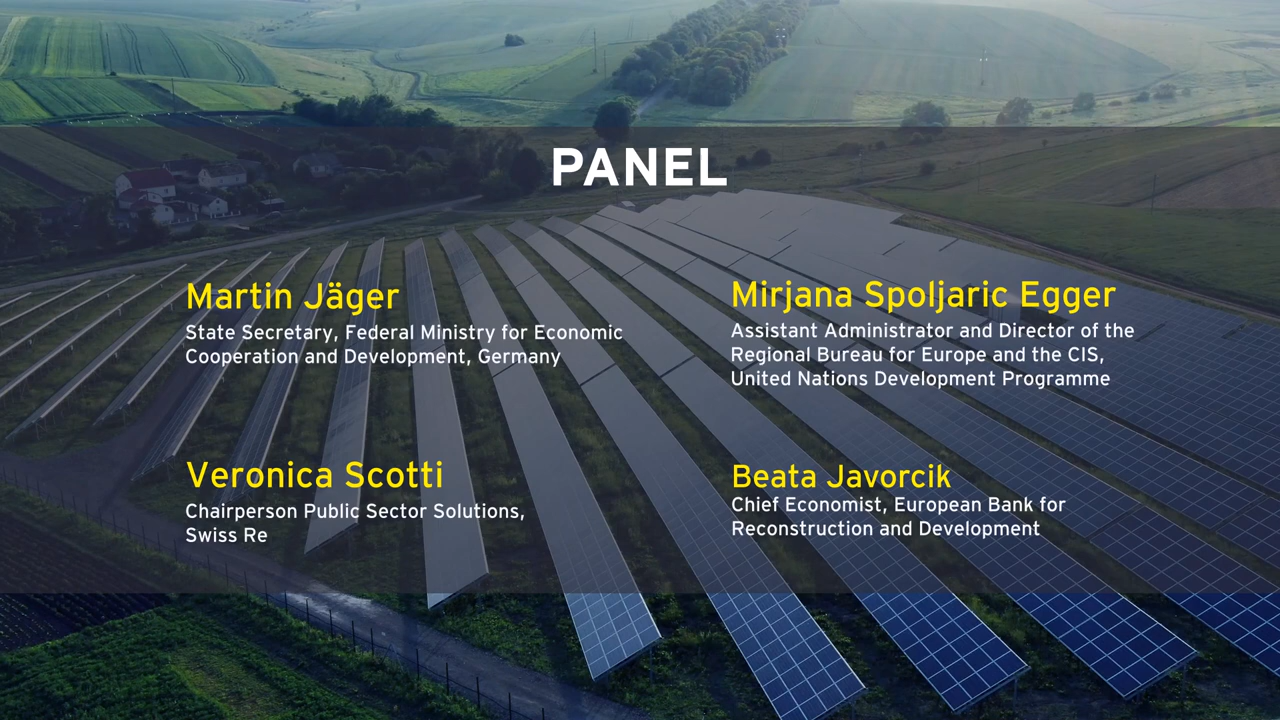 PANEL
Martin Jäger
State Secretary, Federal Ministry for Economic
Cooperation and Development, Germany
Mirjana Spoljaric Egger
Assistant Administrator and Director of the
Regional Bureau for Europe and the CIS,
United Nations Development Programme
Veronica Scotti
Chairperson Public Sector Solutions,
Swiss Re
Beata Javorcik
Chief Economist, European Bank for
Reconstruction and Development